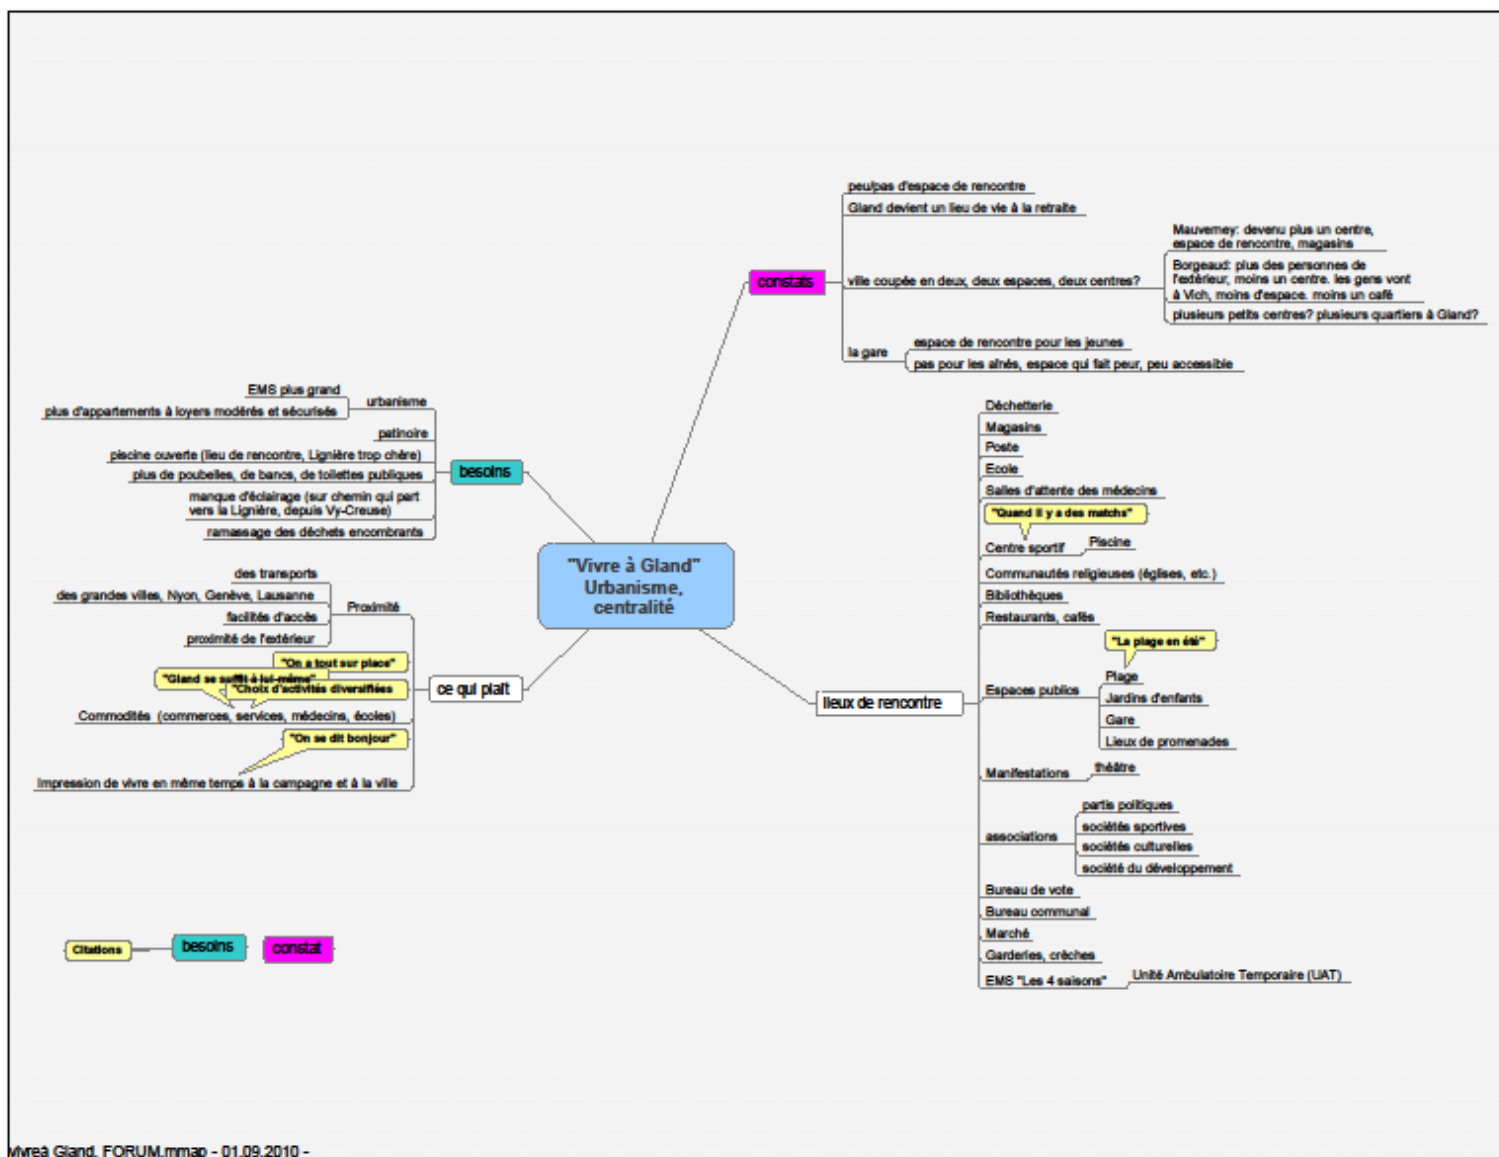 peu/pas d'espace de rencontre
Gland devient un lieu de vie à la retraite
constats
ville coupée en deux, deux espaces, deux centres?
Mauverney: devenu plus un centre,
espace de rencontre, magasins
Borgeaud: plus des personnes de
l'extérieur, moins un centre. les gens vont
à Vich, moins d'espace. moins un café
plusieurs petits centres? plusieurs quartiers à Gland?
la gare
espace de rencontre pour les jeunes
pas pour les aînés, espace qui fait peur, peu accessible
EMS plus grand
plus d'appartements à loyers modérés et sécurisés
urbanisme
patinoire
piscine ouverte (lieu de rencontre, Lignière trop chère)
plus de poubelles, de bancs, de toilettes publiques
manque d'éclairage (sur chemin qui part
vers la Lignière, depuis Vy-Creuse)
ramassage des déchets encombrants
besoins
"Vivre à Gland"
Urbanisme,
centralité
des transports
des grandes villes, Nyon, Genève, Lausanne
facilités d'accès
proximité de l'extérieur
Proximité
"On a tout sur place"
"Gland se suffit à lui-même"
"Choix d'activités diversifiées
Commodités (commerces, services, médecins, écoles)
"On se dit bonjour"
Impression de vivre en même temps à la campagne et à la ville
ce qui plaît
lieux de rencontre
Déchetterie
Magasins
Poste
Ecole
Salles d'attente des médecins
"Quand il y a des matchs"
Centre sportif
Piscine
Communautés religieuses (églises, etc.)
Bibliothèques
Restaurants, cafés
"La plage en été"
Espaces publics
Plage
Jardins d'enfants
Gare
Lieux de promenades
Manifestations
théâtre
associations
partis politiques
sociétés sportives
sociétés culturelles
société du développement
Bureau de vote
Bureau communal
Marché
Garderies, crèches
EMS "Les 4 saisons"
Unité Ambulatoire Temporaire (UAT)
Citations
besoins
constat
Vivreà Gland. FORUM.mmap - 01.09.2010 -